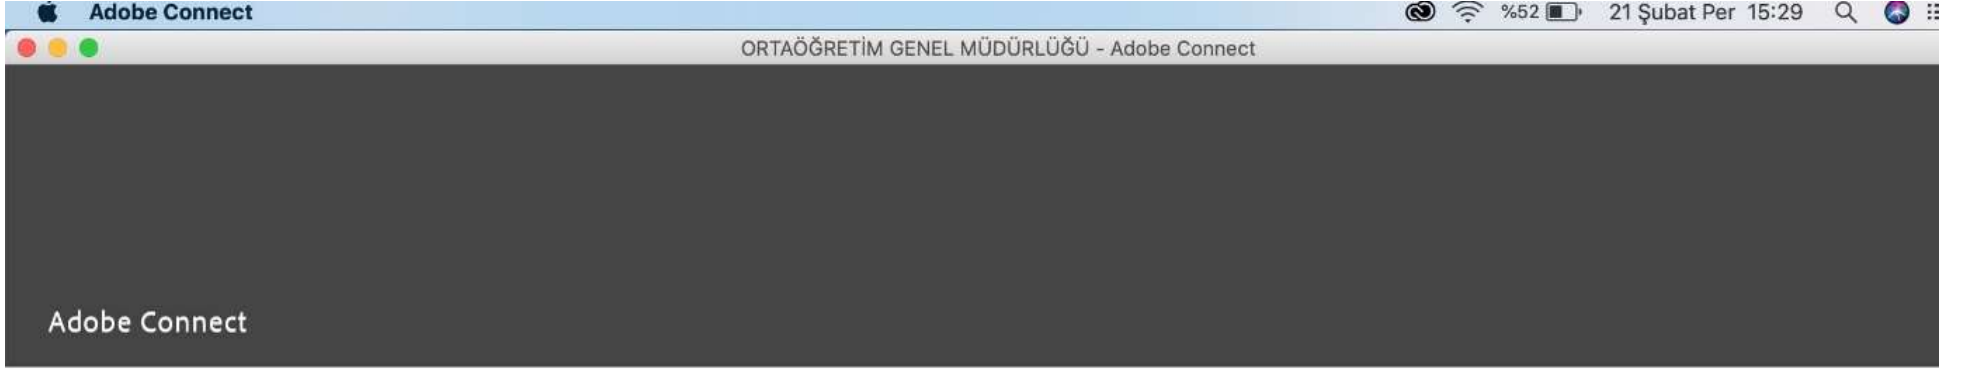 Adobe Connect %52 21 Şubat Per 15:29
ORTAÖĞRETİM GENEL MÜDÜRLÜĞÜ - Adobe Connect
Adobe Connect